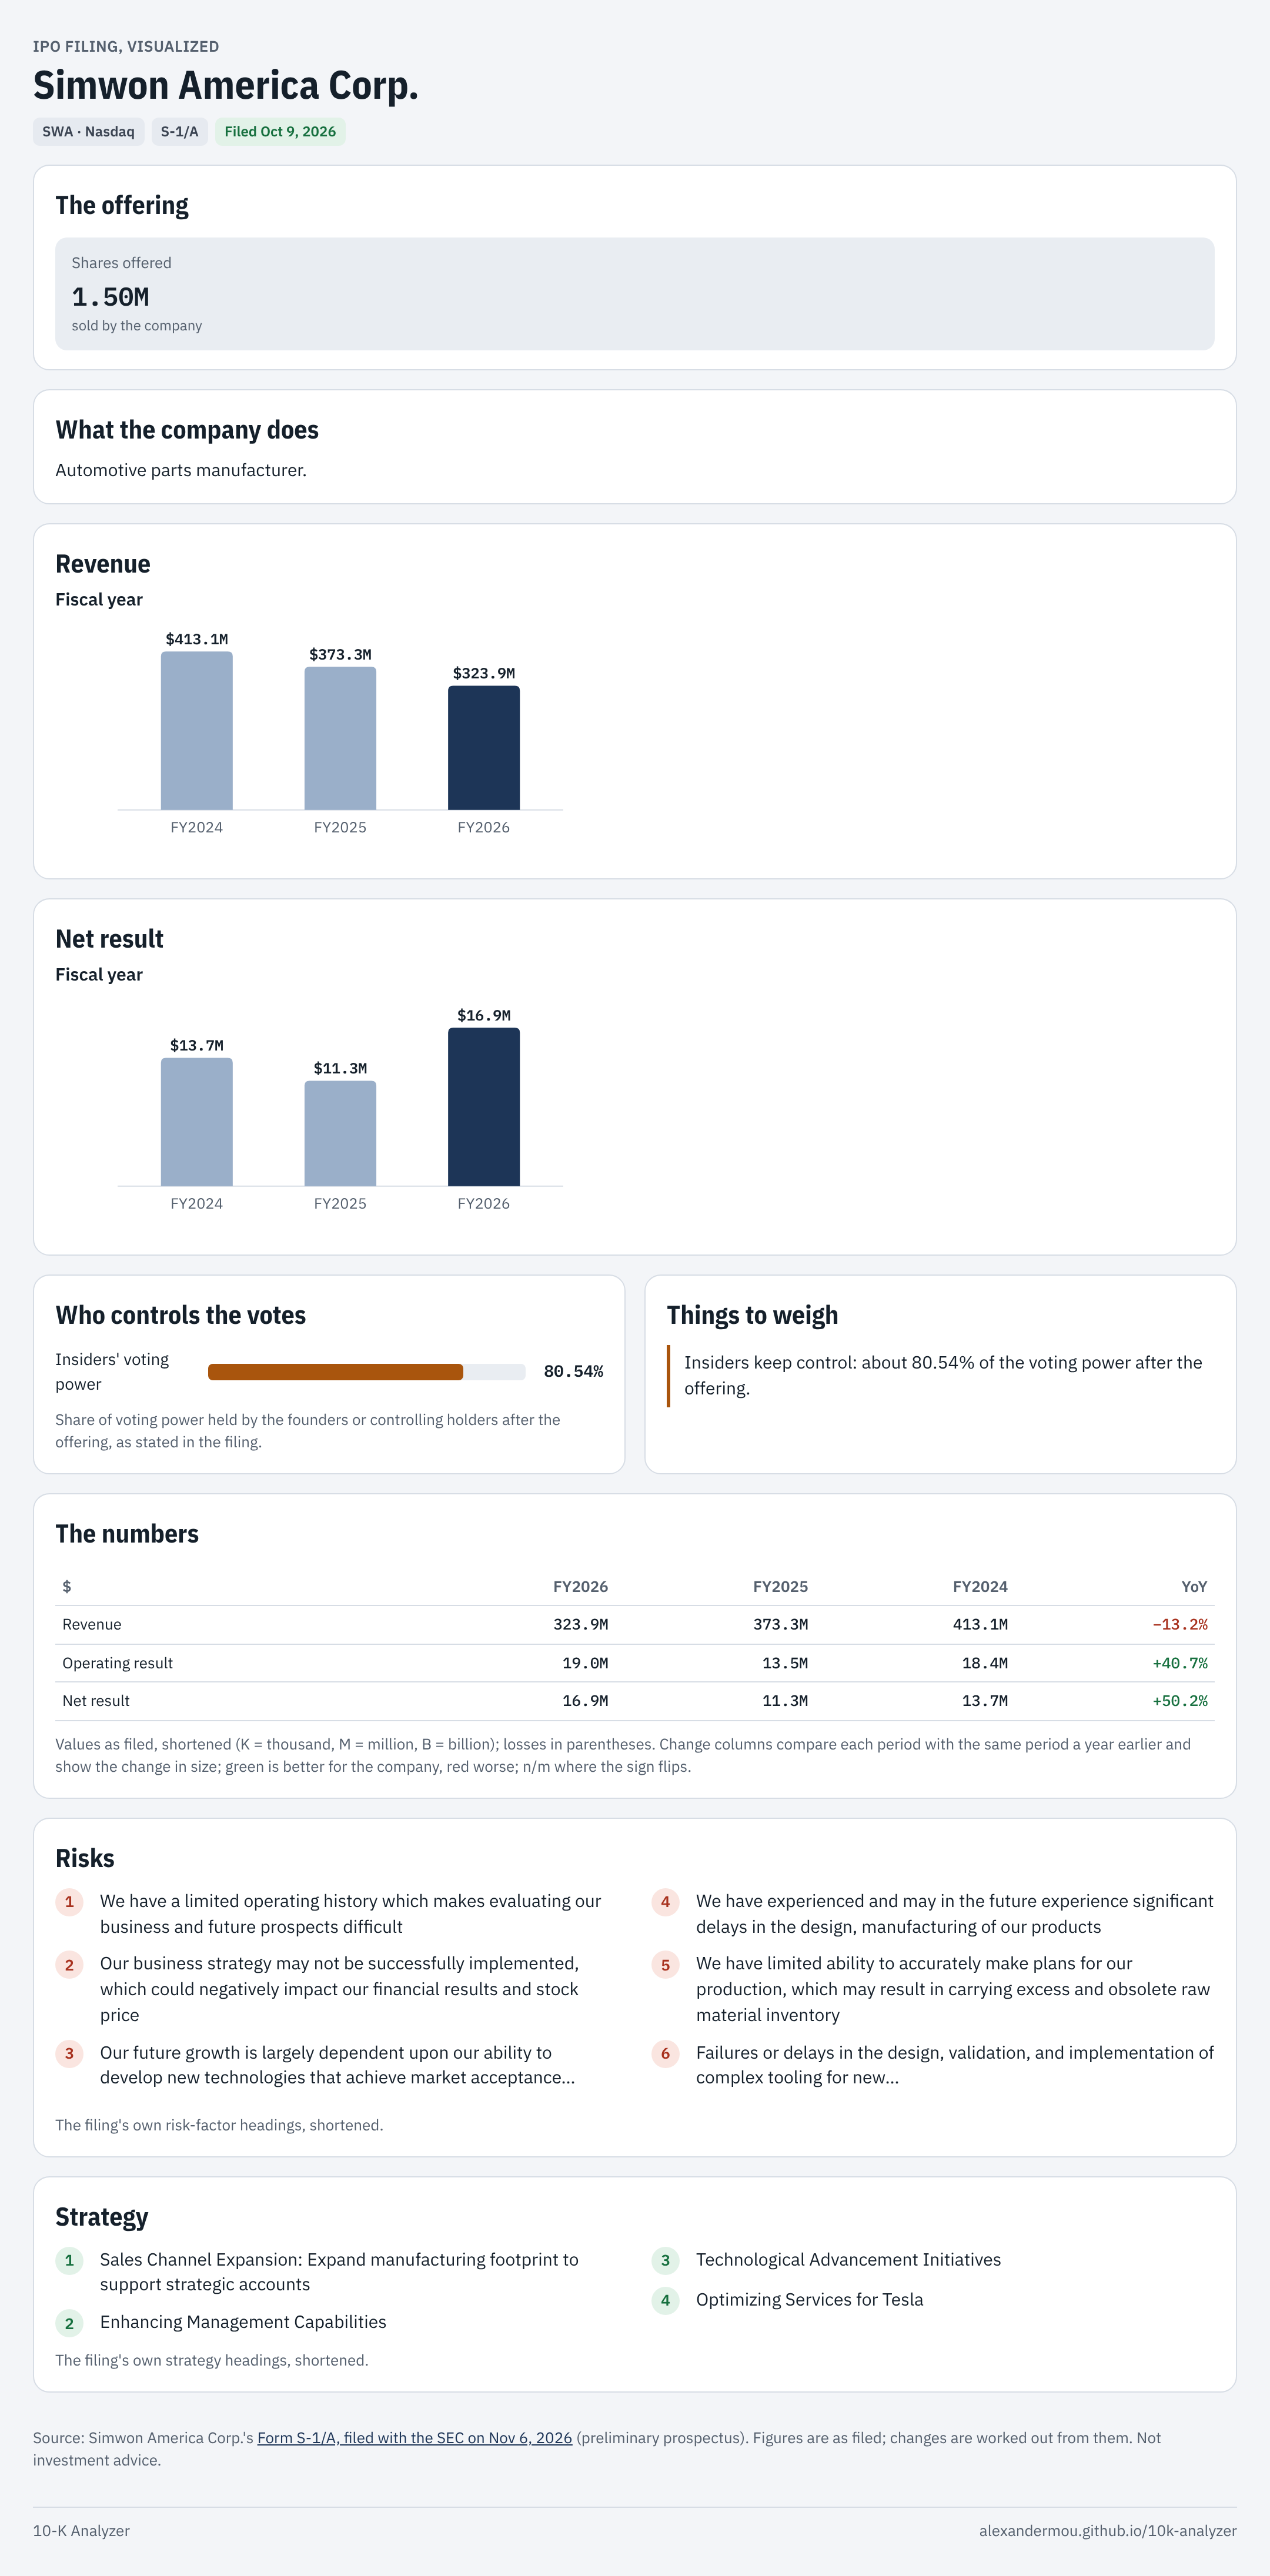 IPO FILING, VISUALIZED
Simwon America Corp.
SWA · Nasdaq
S-1/A
Filed Oct 9, 2026
The offering
Shares offered
1.50M
sold by the company
What the company does
Automotive parts manufacturer.
Revenue
Fiscal year
$413.1M
$373.3M
$323.9M
FY2024
FY2025
FY2026
Net result
Fiscal year
$13.7M
$11.3M
$16.9M
FY2024
FY2025
FY2026
Who controls the votes
Insiders' voting
power
80.54%
Share of voting power held by the founders or controlling holders after the
offering, as stated in the filing.
Things to weigh
Insiders keep control: about 80.54% of the voting power after the
offering.
The numbers
$ FY2026 FY2025 FY2024 YoY
Revenue 323.9M 373.3M 413.1M −13.2%
Operating result 19.0M 13.5M 18.4M +40.7%
Net result 16.9M 11.3M 13.7M +50.2%
Values as filed, shortened (K = thousand, M = million, B = billion); losses in parentheses. Change columns compare each period with the same period a year earlier and
show the change in size; green is better for the company, red worse; n/m where the sign flips.
Risks
1 We have a limited operating history which makes evaluating our
business and future prospects difficult
2 Our business strategy may not be successfully implemented,
which could negatively impact our financial results and stock
price
3 Our future growth is largely dependent upon our ability to
develop new technologies that achieve market acceptance…
4 We have experienced and may in the future experience significant
delays in the design, manufacturing of our products
5 We have limited ability to accurately make plans for our
production, which may result in carrying excess and obsolete raw
material inventory
6 Failures or delays in the design, validation, and implementation of
complex tooling for new…
The filing's own risk-factor headings, shortened.
Strategy
1 Sales Channel Expansion: Expand manufacturing footprint to
support strategic accounts
2 Enhancing Management Capabilities
3 Technological Advancement Initiatives
4 Optimizing Services for Tesla
The filing's own strategy headings, shortened.
Source: Simwon America Corp.'s Form S-1/A, filed with the SEC on Nov 6, 2026 (preliminary prospectus). Figures are as filed; changes are worked out from them. Not
investment advice.
10-K Analyzer
alexandermou.github.io/10k-analyzer